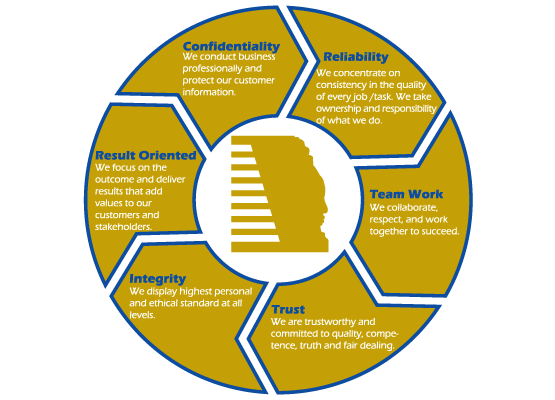 Confidentiality
We conduct business
professionally and
protect our customer
information.
Reliability
We concentrate on
consistency in the quality
of every job /task. We take
ownership and responsibility
of what we do.
Team Work
We collaborate,
respect, and work
together to succeed.
Trust
We are trustworthy and
committed to quality, compe-
tence, truth and fair dealing.
Integrity
We display highest personal
and ethical standard at all
levels.
Result Oriented
We focus on the
outcome and deliver
results that add
values to our
customers and
stakeholders.